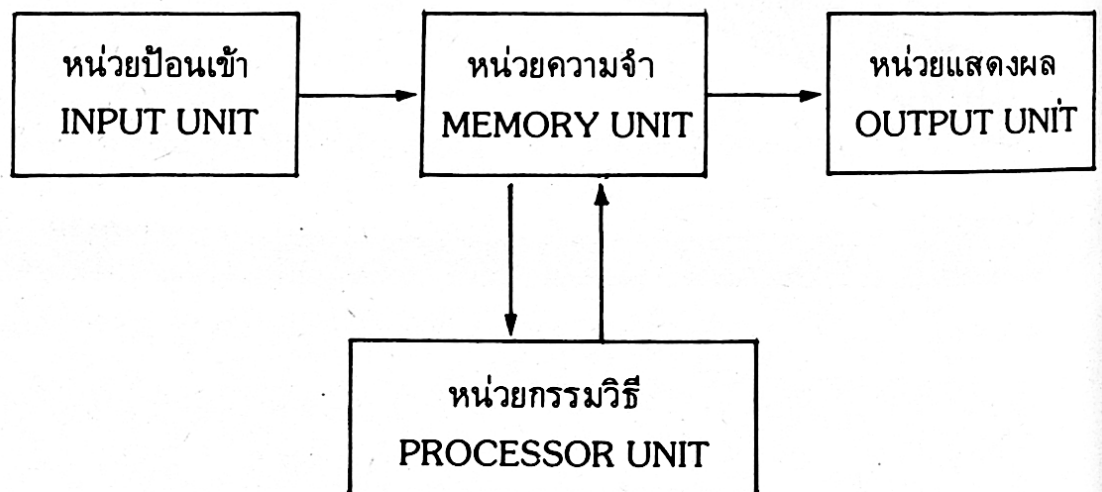 หน่วยป้อนเข้า
INPUT UNIT
หน่วยความจำ
MEMORY UNIT
หน่วยแสดงผล
OUTPUT UNIT
หน่วยกรรมวิธี
PROCESSOR UNIT